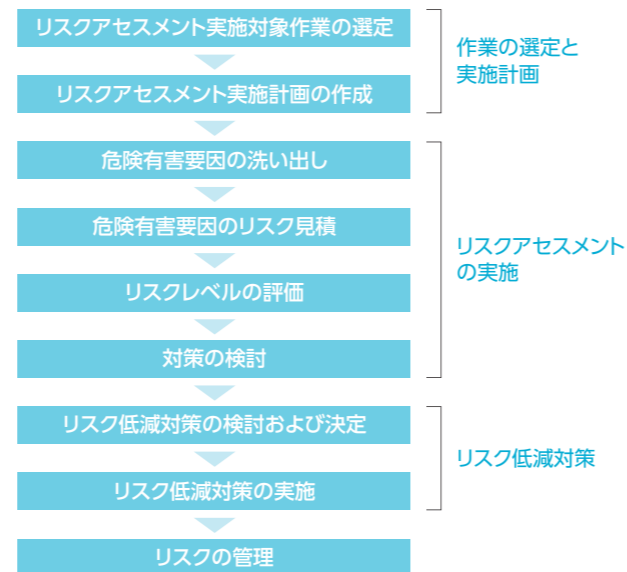 リスクアセスメント実施対象作業の選定
リスクアセスメント実施計画の作成
作業の選定と
実施計画
危険有害要因の洗い出し
危険有害要因のリスク見積
リスクレベルの評価
対策の検討
リスクアセスメント
の実施
リスク低減対策の検討および決定
リスク低減対策の実施
リスク低減対策
リスクの管理